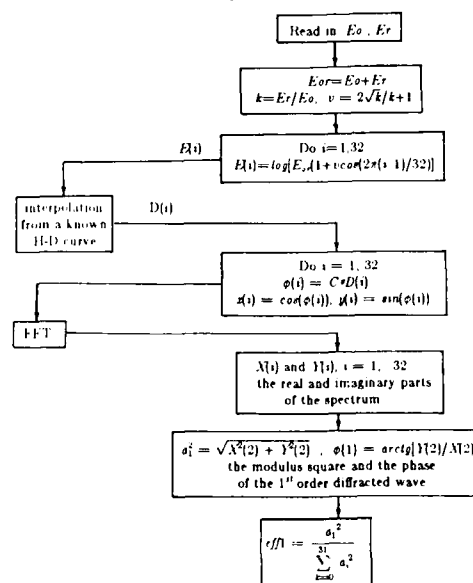 Read in Eo , Er
Eor=Eo+Er
k=Er/Eo, v = 2√k/k+1
E(i)
Do i=1,32
E(i)=log[Eor(1+vcos(2π(i-1)/32)]
interpolation
from a known
H-D curve
D(i)
Do i = 1, 32
φ(i) = C*D(i)
x(i) = cos(φ(i)), y(i) = sin(φ(i))
FFT
X(i) and Y(i), i = 1, 32
the real and imaginary parts
of the spectrum
a₁² = √X²(2) + Y²(2) , φ(1) = arctg[Y(2)/X(2)
the modulus square and the phase
of the 1st order diffracted wave
eff1 = a₁² / 31 Σ k=0 aᵢ²